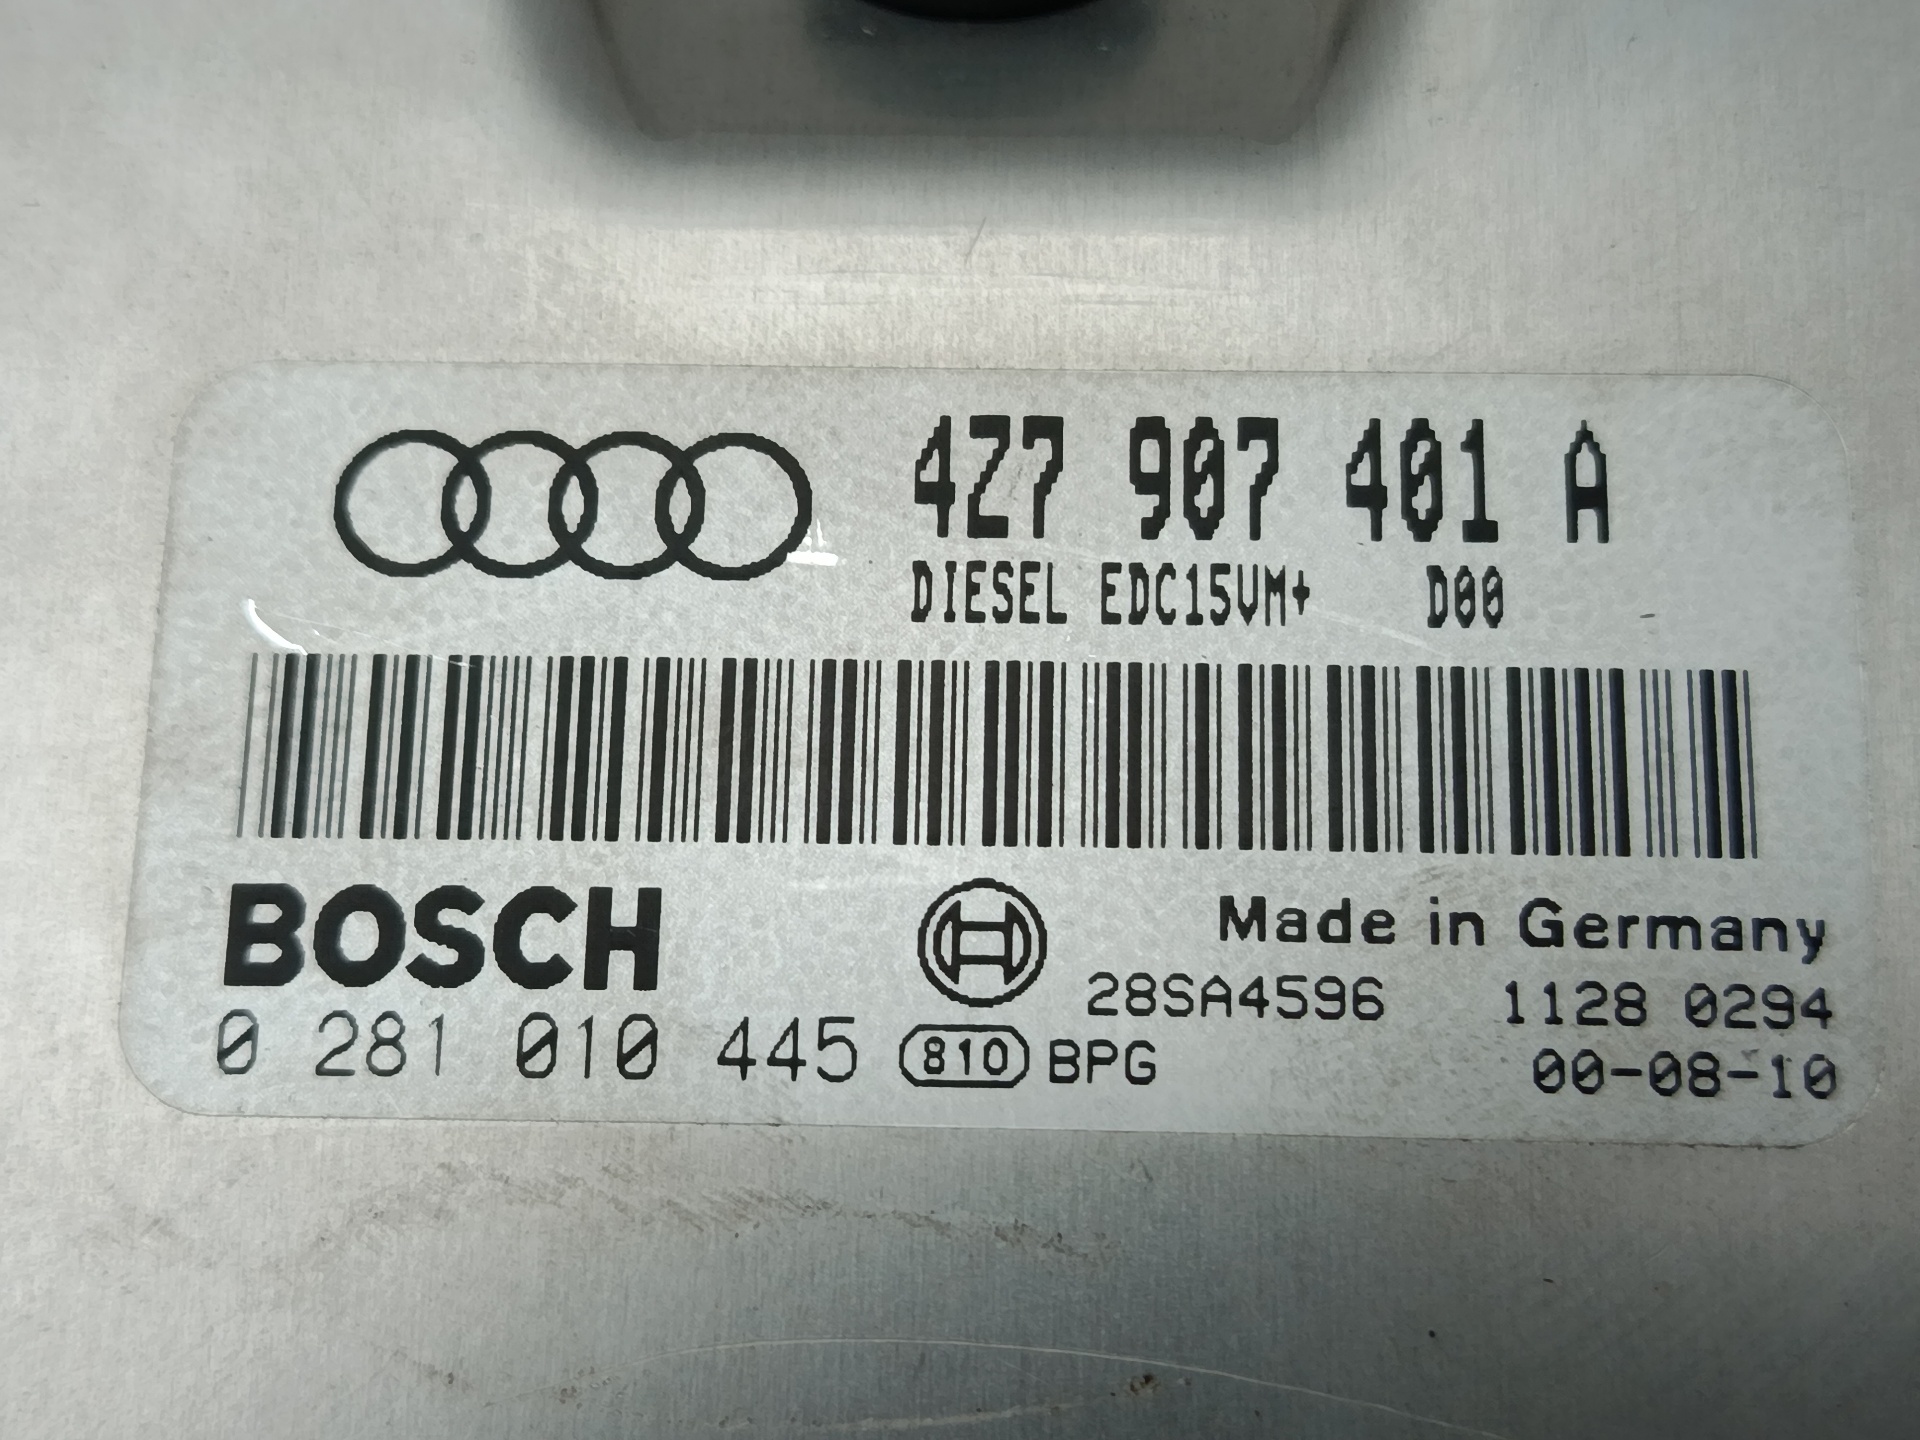 4Z7 907 401 A
DIESEL EDC15VM+ D00
BOSCH
Made in Germany
28SA4596 1128 0294
0 281 010 445 810 BPG 00-08-10